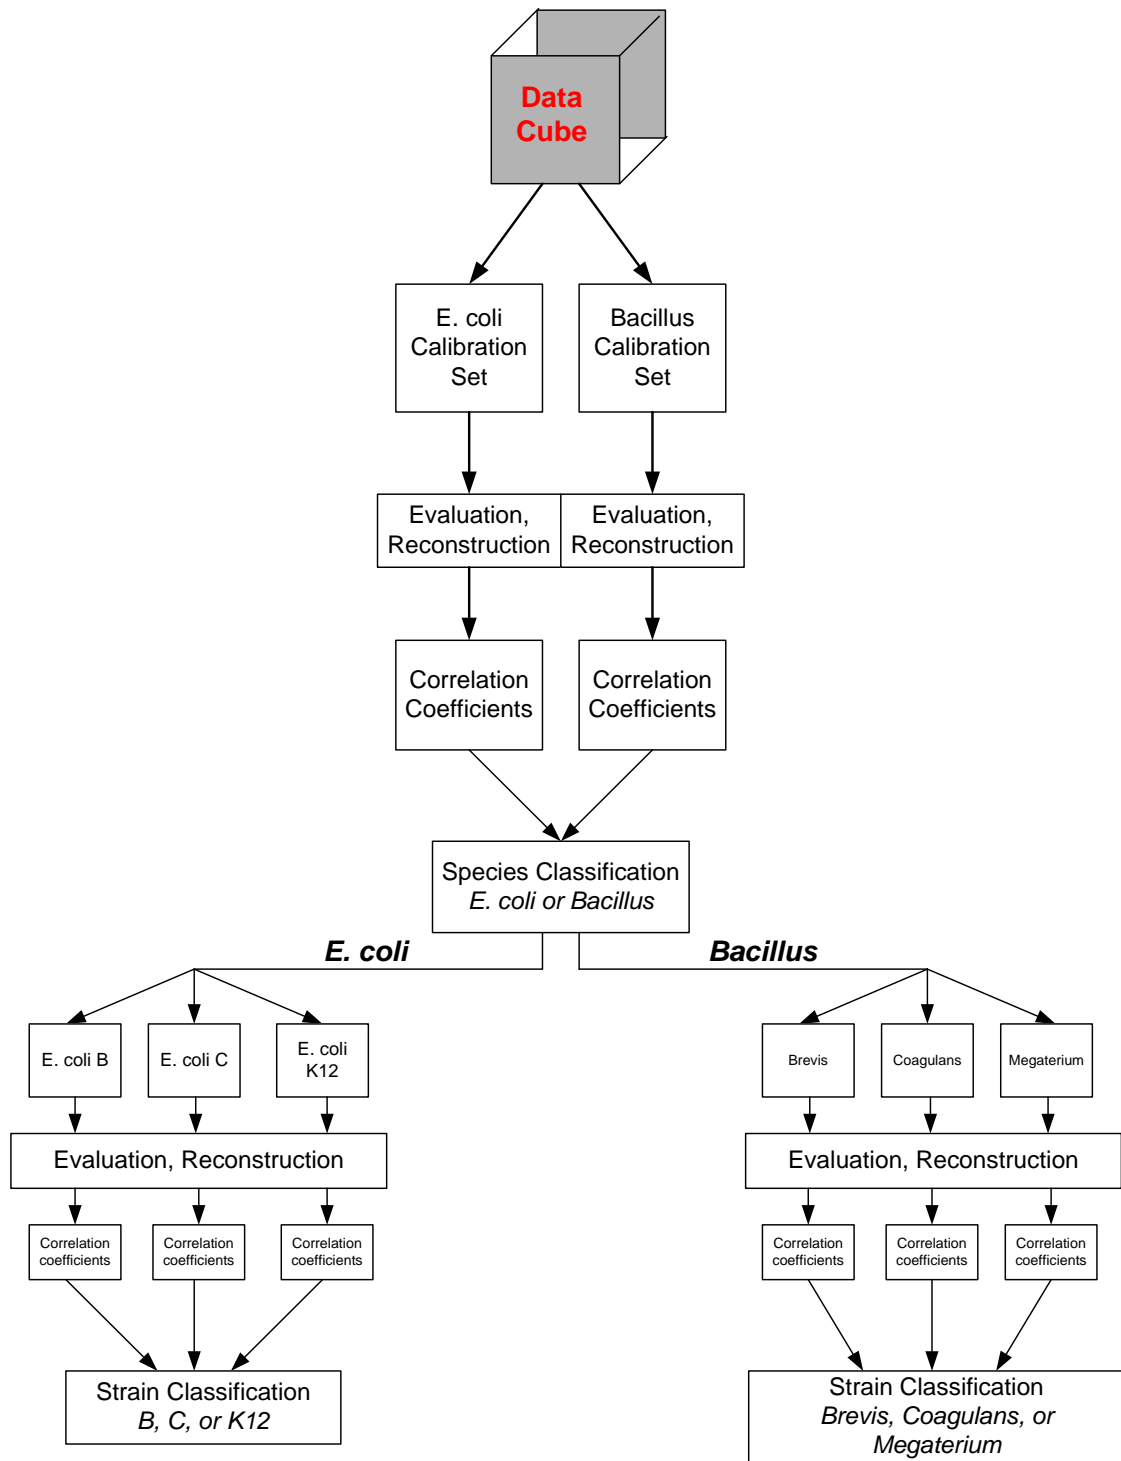 Data
Cube
E. coli
Calibration
Set
Bacillus
Calibration
Set
Evaluation,
Reconstruction
Evaluation,
Reconstruction
Correlation
Coefficients
Correlation
Coefficients
Species Classification
E. coli or Bacillus
E. coli
Bacillus
E. coli B
E. coli C
E. coli
K12
Brevis
Coagulans
Megaterium
Evaluation, Reconstruction
Evaluation, Reconstruction
Correlation
coefficients
Correlation
coefficients
Correlation
coefficients
Correlation
coefficients
Correlation
coefficients
Correlation
coefficients
Strain Classification
B, C, or K12
Strain Classification
Brevis, Coagulans, or
Megaterium